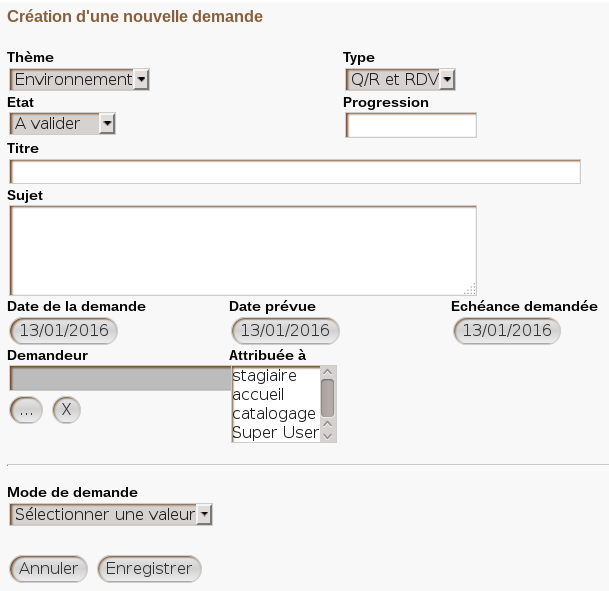 Création d'une nouvelle demande
Thème Type
Environnement Q/R et RDV
Etat Progression
A valider
Titre
Sujet
Date de la demande Date prévue Echéance demandée
13/01/2016 13/01/2016 13/01/2016
Demandeur Attribuée à
stagiaire
accueil
... X catalogage
Super User
Mode de demande
Sélectionner une valeur
Annuler Enregistrer